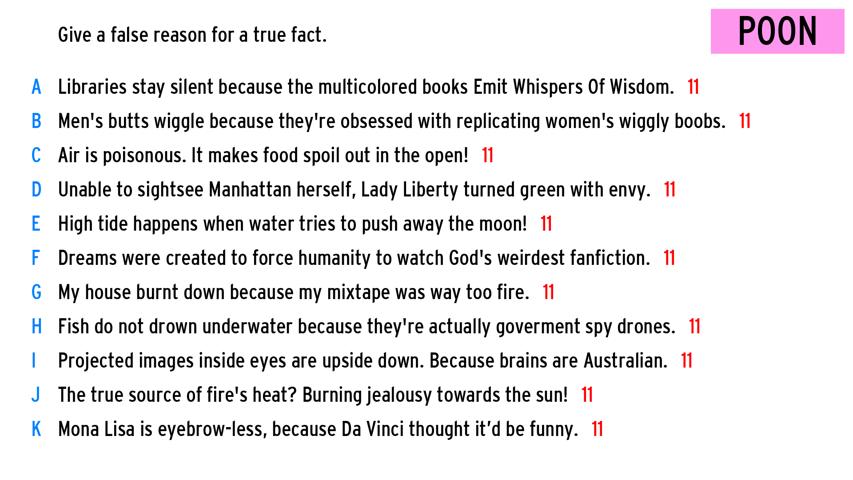 Give a false reason for a true fact.
POON
A Libraries stay silent because the multicolored books Emit Whispers Of Wisdom. 11
B Men's butts wiggle because they're obsessed with replicating women's wiggly boobs. 11
C Air is poisonous. It makes food spoil out in the open! 11
D Unable to sightsee Manhattan herself, Lady Liberty turned green with envy. 11
E High tide happens when water tries to push away the moon! 11
F Dreams were created to force humanity to watch God's weirdest fanfiction. 11
G My house burnt down because my mixtape was way too fire. 11
H Fish do not drown underwater because they're actually goverment spy drones. 11
I Projected images inside eyes are upside down. Because brains are Australian. 11
J The true source of fire's heat? Burning jealousy towards the sun! 11
K Mona Lisa is eyebrow-less, because Da Vinci thought it’d be funny. 11